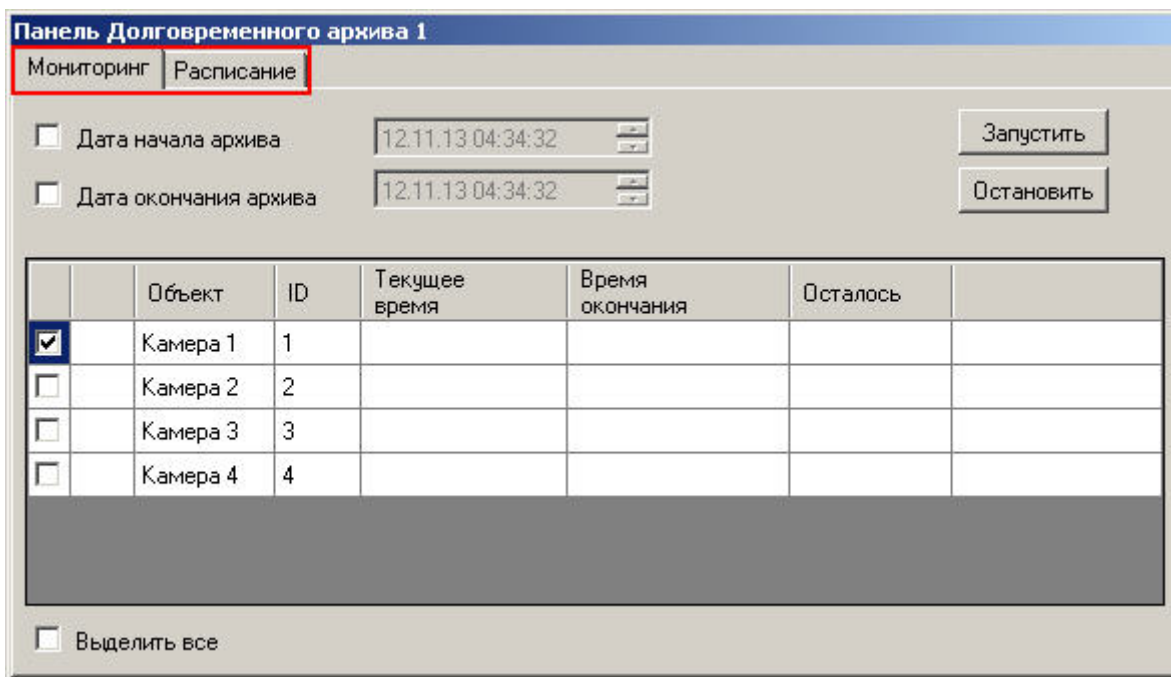 Панель Долговременного архива 1
Мониторинг Расписание
Дата начала архива 12.11.13 04:34:32 Запустить
Дата окончания архива 12.11.13 04:34:32 Остановить
Объект ID Текущее время Время окончания Осталось
Камера 1 1
Камера 2 2
Камера 3 3
Камера 4 4
Выделить все